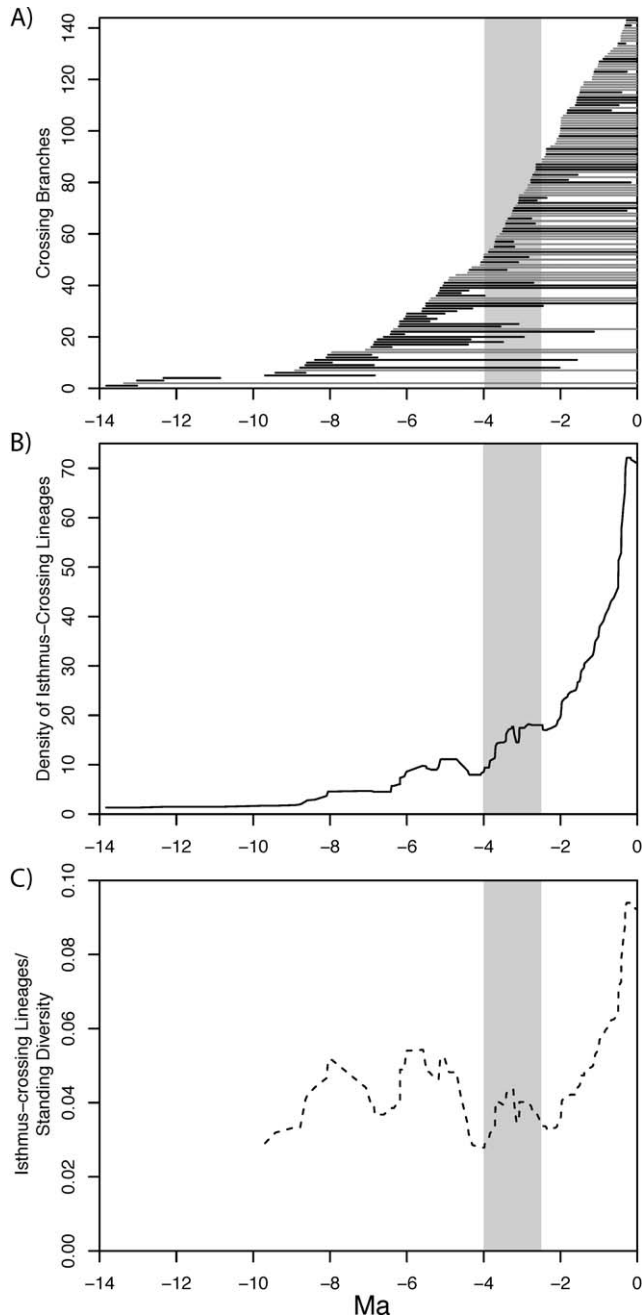 A)
Crossing Branches
140
120
100
80
60
40
20
0
−14 −12 −10 −8 −6 −4 −2 0
B)
Density of Isthmus−Crossing Lineages
70
60
50
40
30
20
10
0
−14 −12 −10 −8 −6 −4 −2 0
C)
Isthmus−crossing Lineages/
Standing Diversity
0.10
0.08
0.06
0.04
0.02
0.00
−14 −12 −10 −8 −6 −4 −2 0
Ma